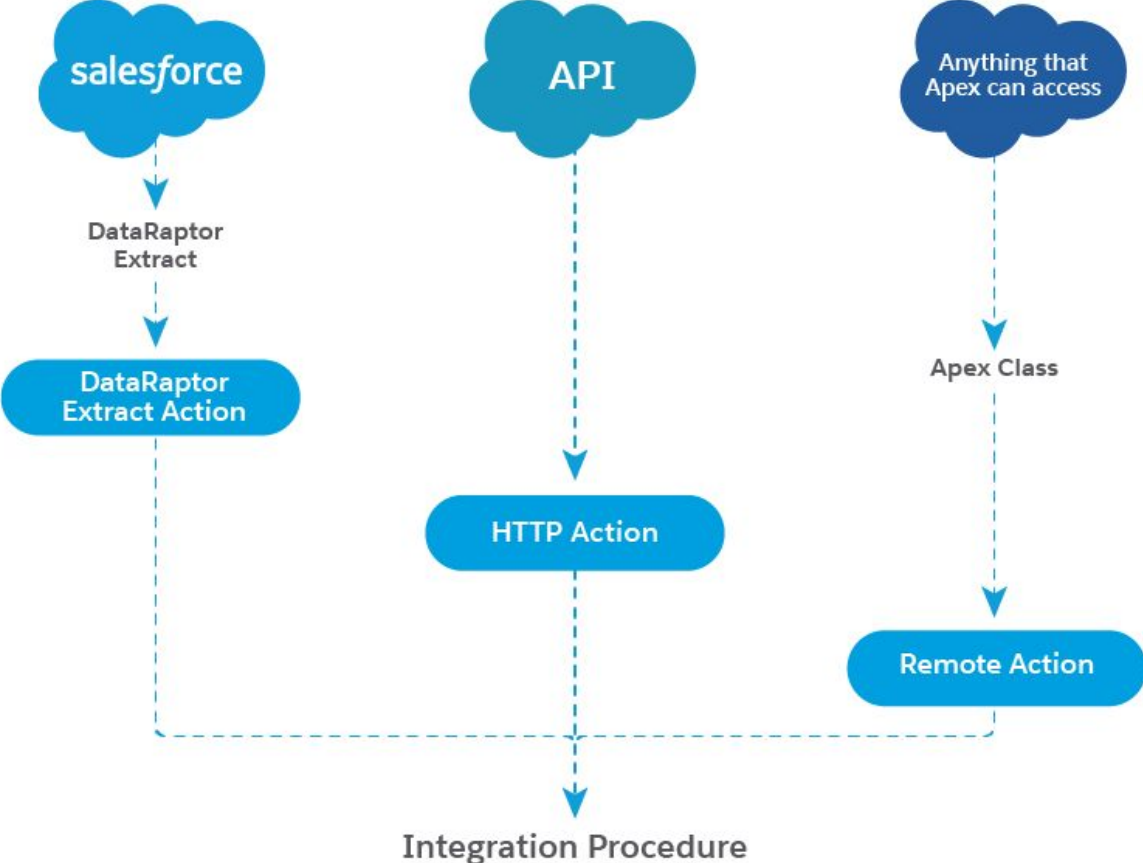 salesforce
API
Anything that
Apex can access
DataRaptor
Extract
DataRaptor
Extract Action
Apex Class
HTTP Action
Remote Action
Integration Procedure